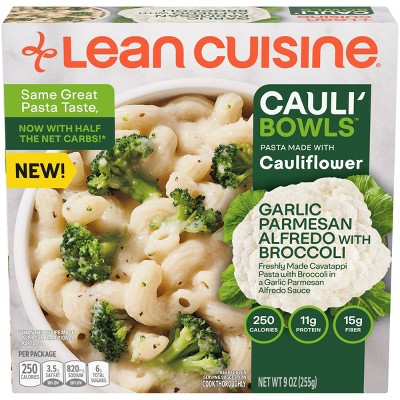 LEAN CUISINE®
Same Great
Pasta Taste,
NOW WITH HALF
THE NET CARBS!*
NEW!
CAULI'
BOWLS™
PASTA MADE WITH
Cauliflower
GARLIC
PARMESAN
ALFREDO WITH
BROCCOLI
Freshly Made Cavatappi
Pasta with Broccoli in
a Garlic Parmesan
Alfredo Sauce
250
CALORIES
11g
PROTEIN
15g
FIBER
PER PACKAGE
250
CALORIES
3.5g
SAT FAT
820mg
SODIUM
6g
TOTAL SUGARS
COOK THOROUGHLY
NET WT 9 OZ (255g)